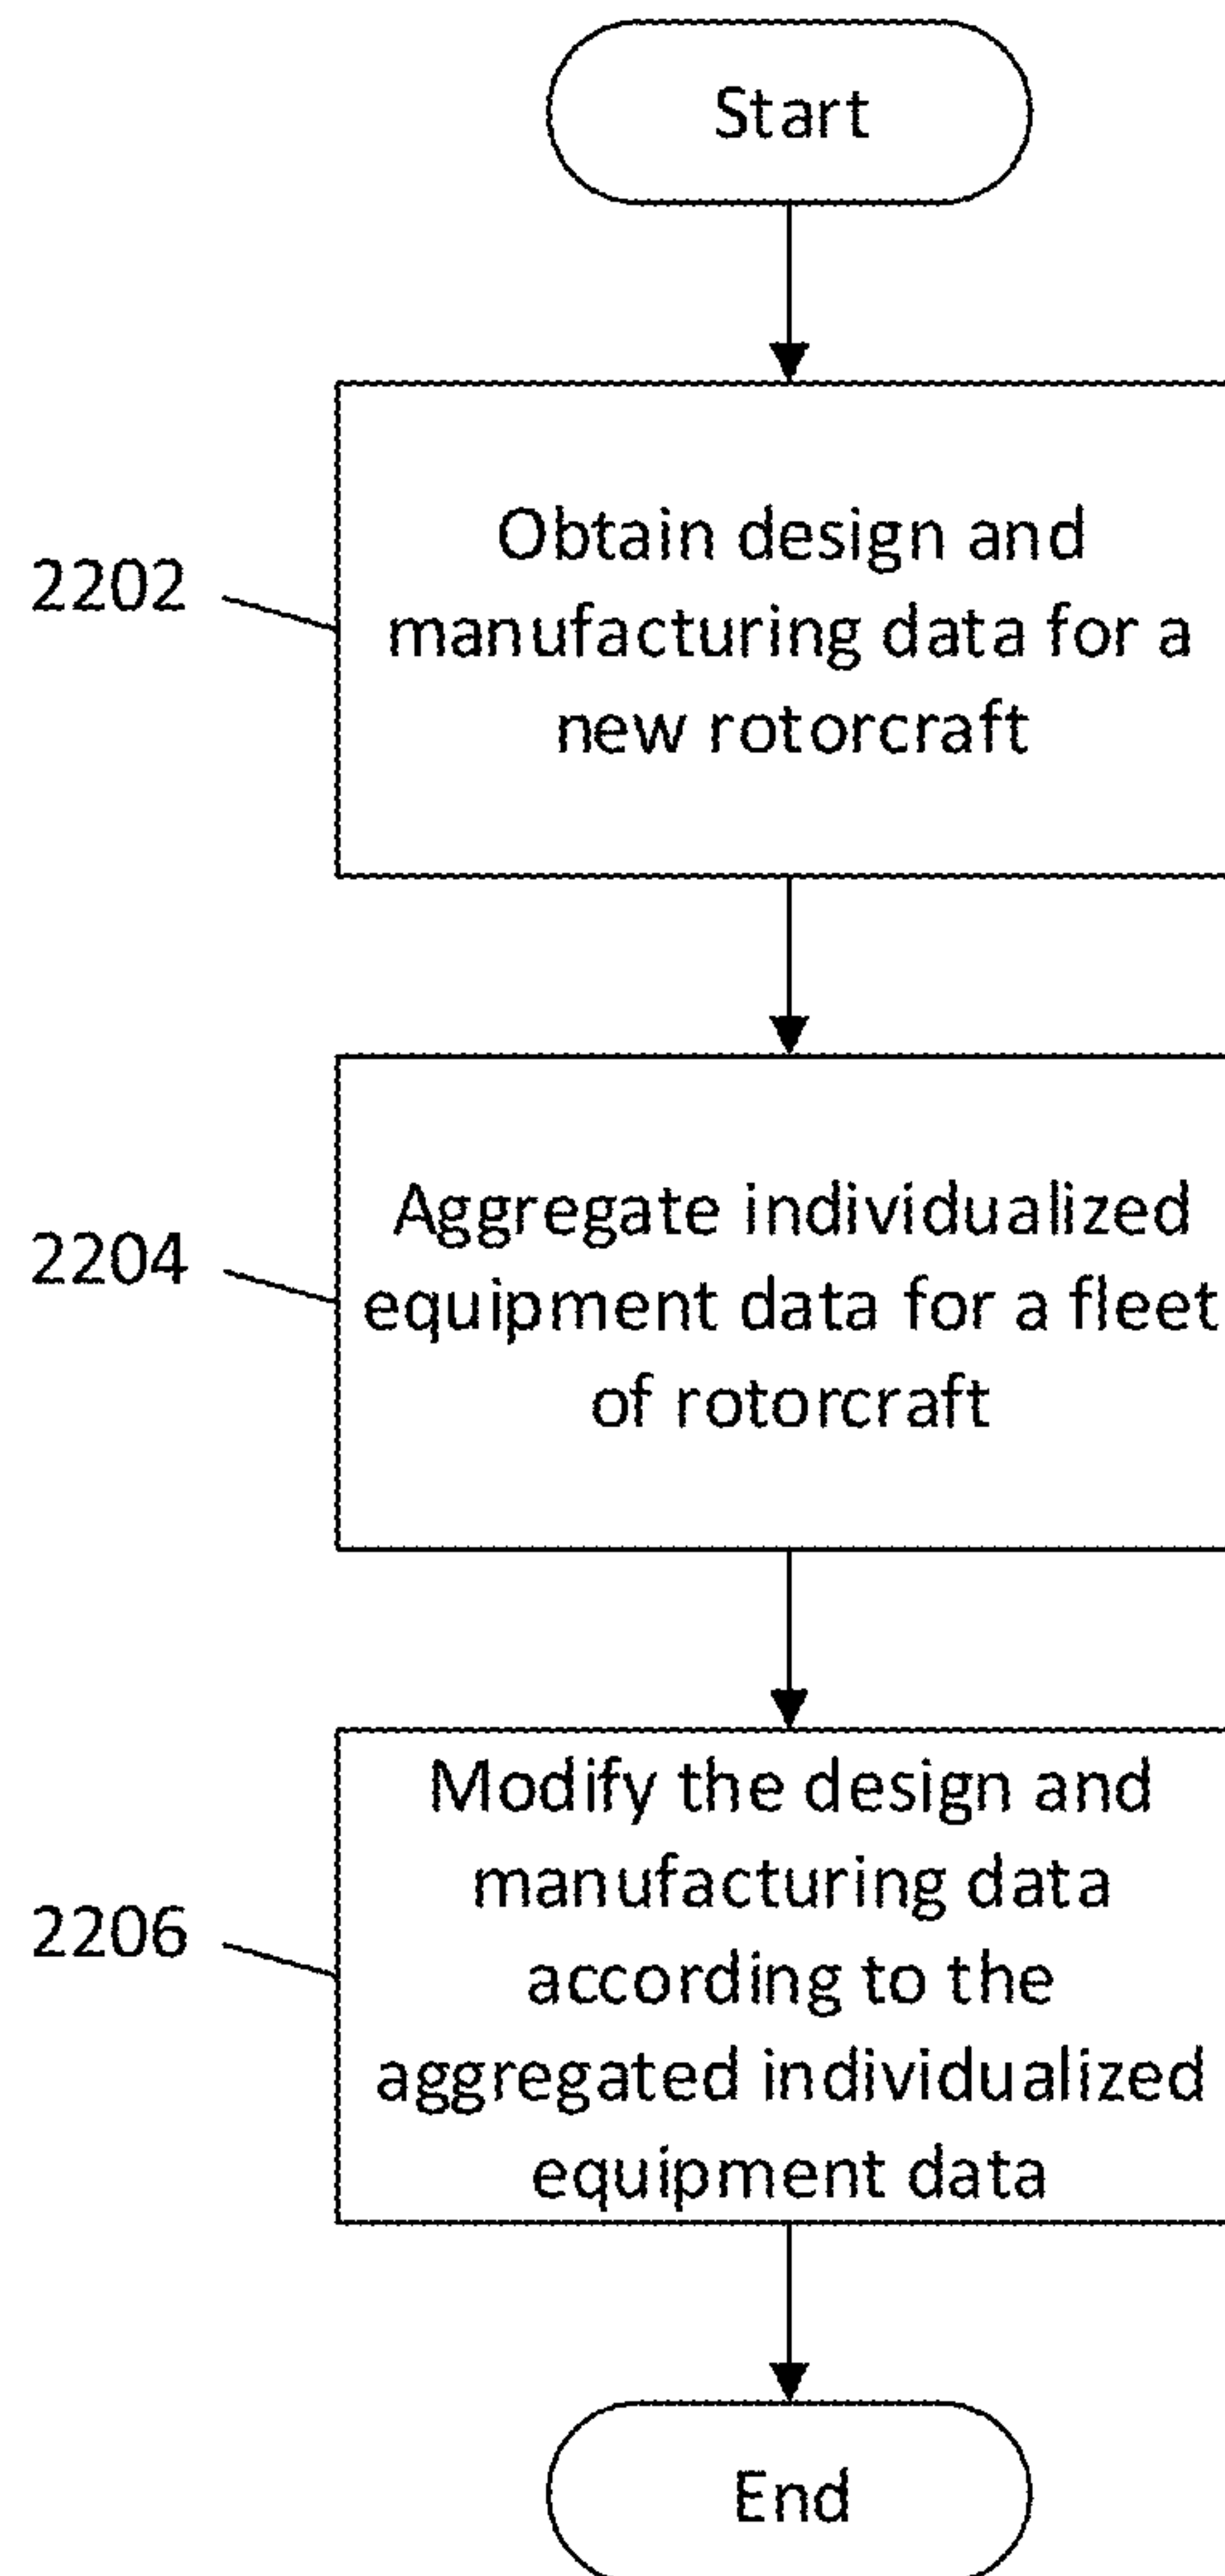 Start
2202
Obtain design and
manufacturing data for a
new rotorcraft
2204
Aggregate individualized
equipment data for a fleet
of rotorcraft
2206
Modify the design and
manufacturing data
according to the
aggregated individualized
equipment data
End